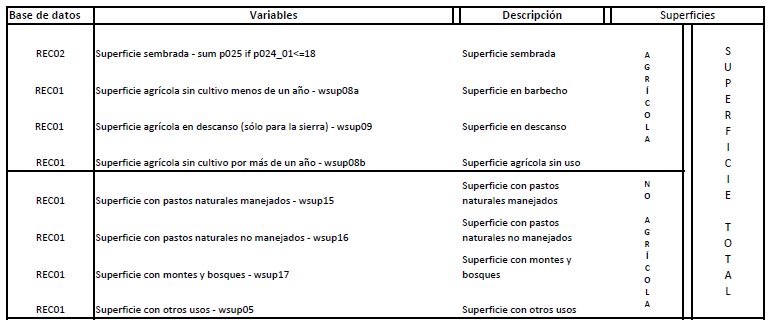 Base de datos Variables Descripción Superficies
REC02 Superficie sembrada - sum p025 if p024_01<=18 Superficie sembrada
REC01 Superficie agrícola sin cultivo menos de un año - wsup08a Superficie en barbecho
REC01 Superficie agrícola en descanso (sólo para la sierra) - wsup09 Superficie en descanso
REC01 Superficie agrícola sin cultivo por más de un año - wsup08b Superficie agrícola sin uso
AGRÍCOLA
REC01 Superficie con pastos naturales manejados - wsup15 Superficie con pastos
naturales manejados
REC01 Superficie con pastos naturales no manejados - wsup16 Superficie con pastos
naturales no manejados
REC01 Superficie con montes y bosques - wsup17 Superficie con montes y
bosques
REC01 Superficie con otros usos - wsup05 Superficie con otros usos
NO AGRÍCOLA
SUPERFICIE TOTAL